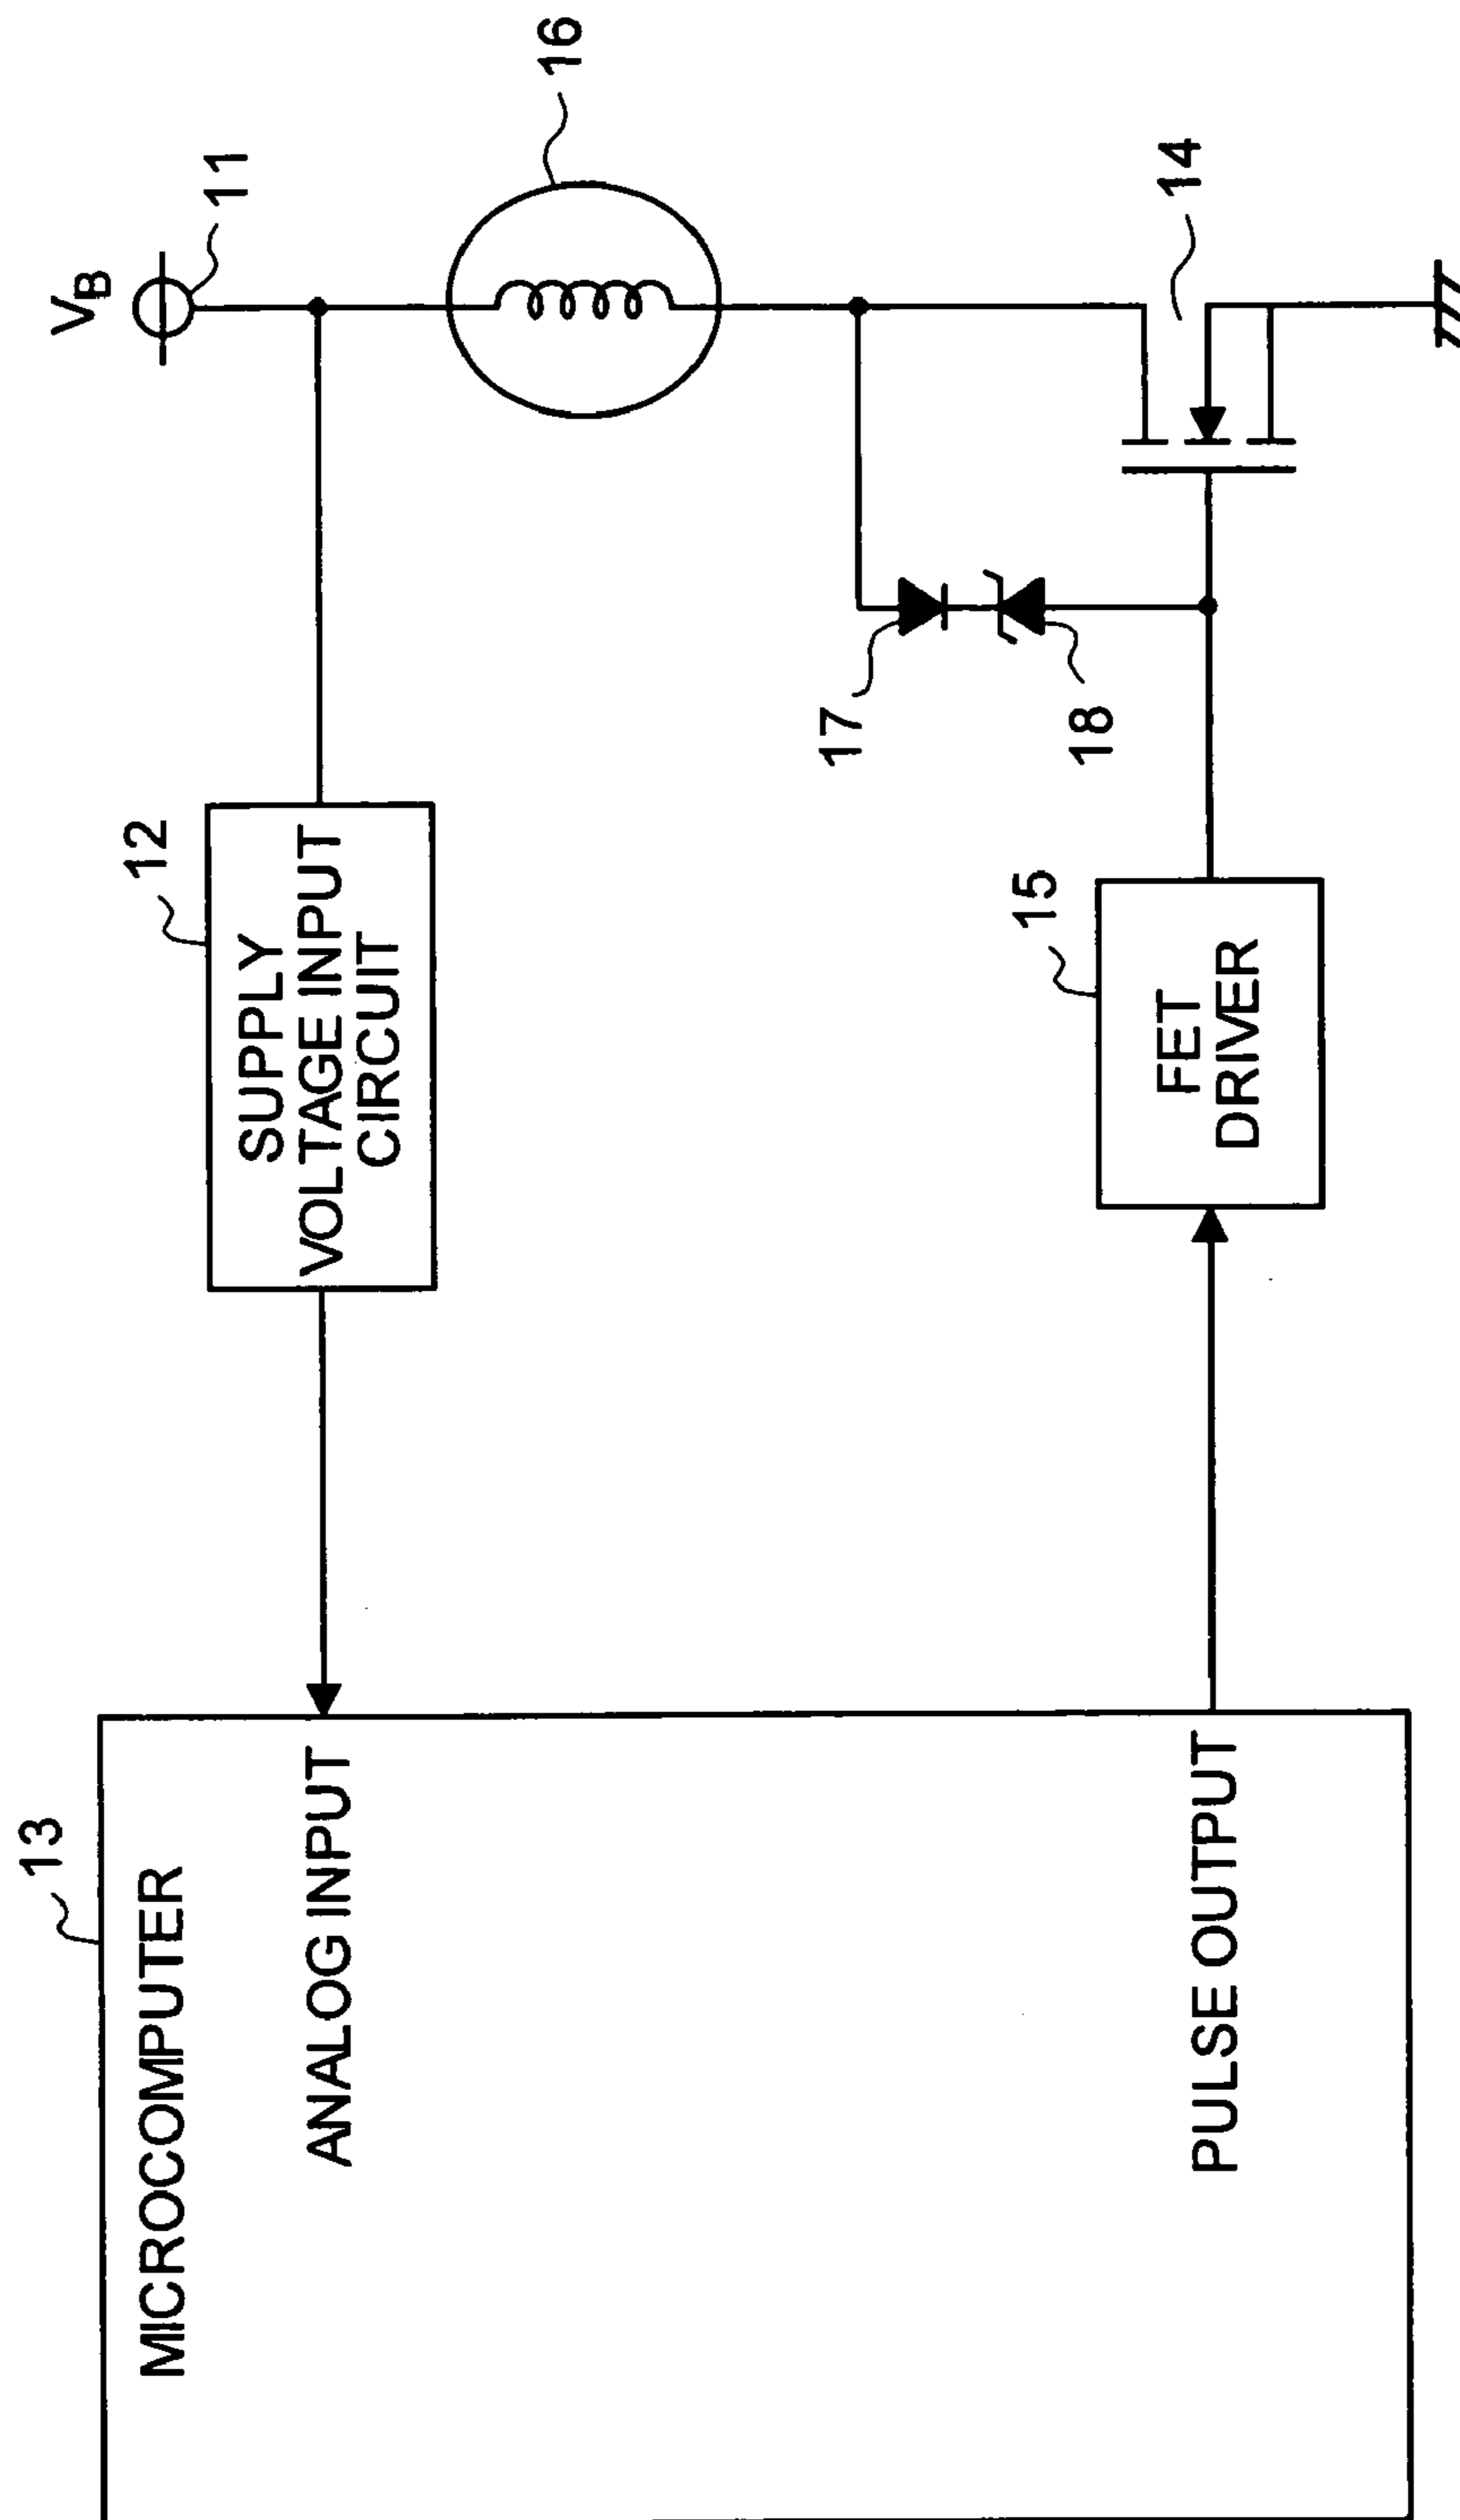 13
MICROCOMPUTER
ANALOG INPUT
PULSE OUTPUT
12
SUPPLY
VOLTAGE INPUT
CIRCUIT
15
FET
DRIVER
17
18
VB
11
16
14